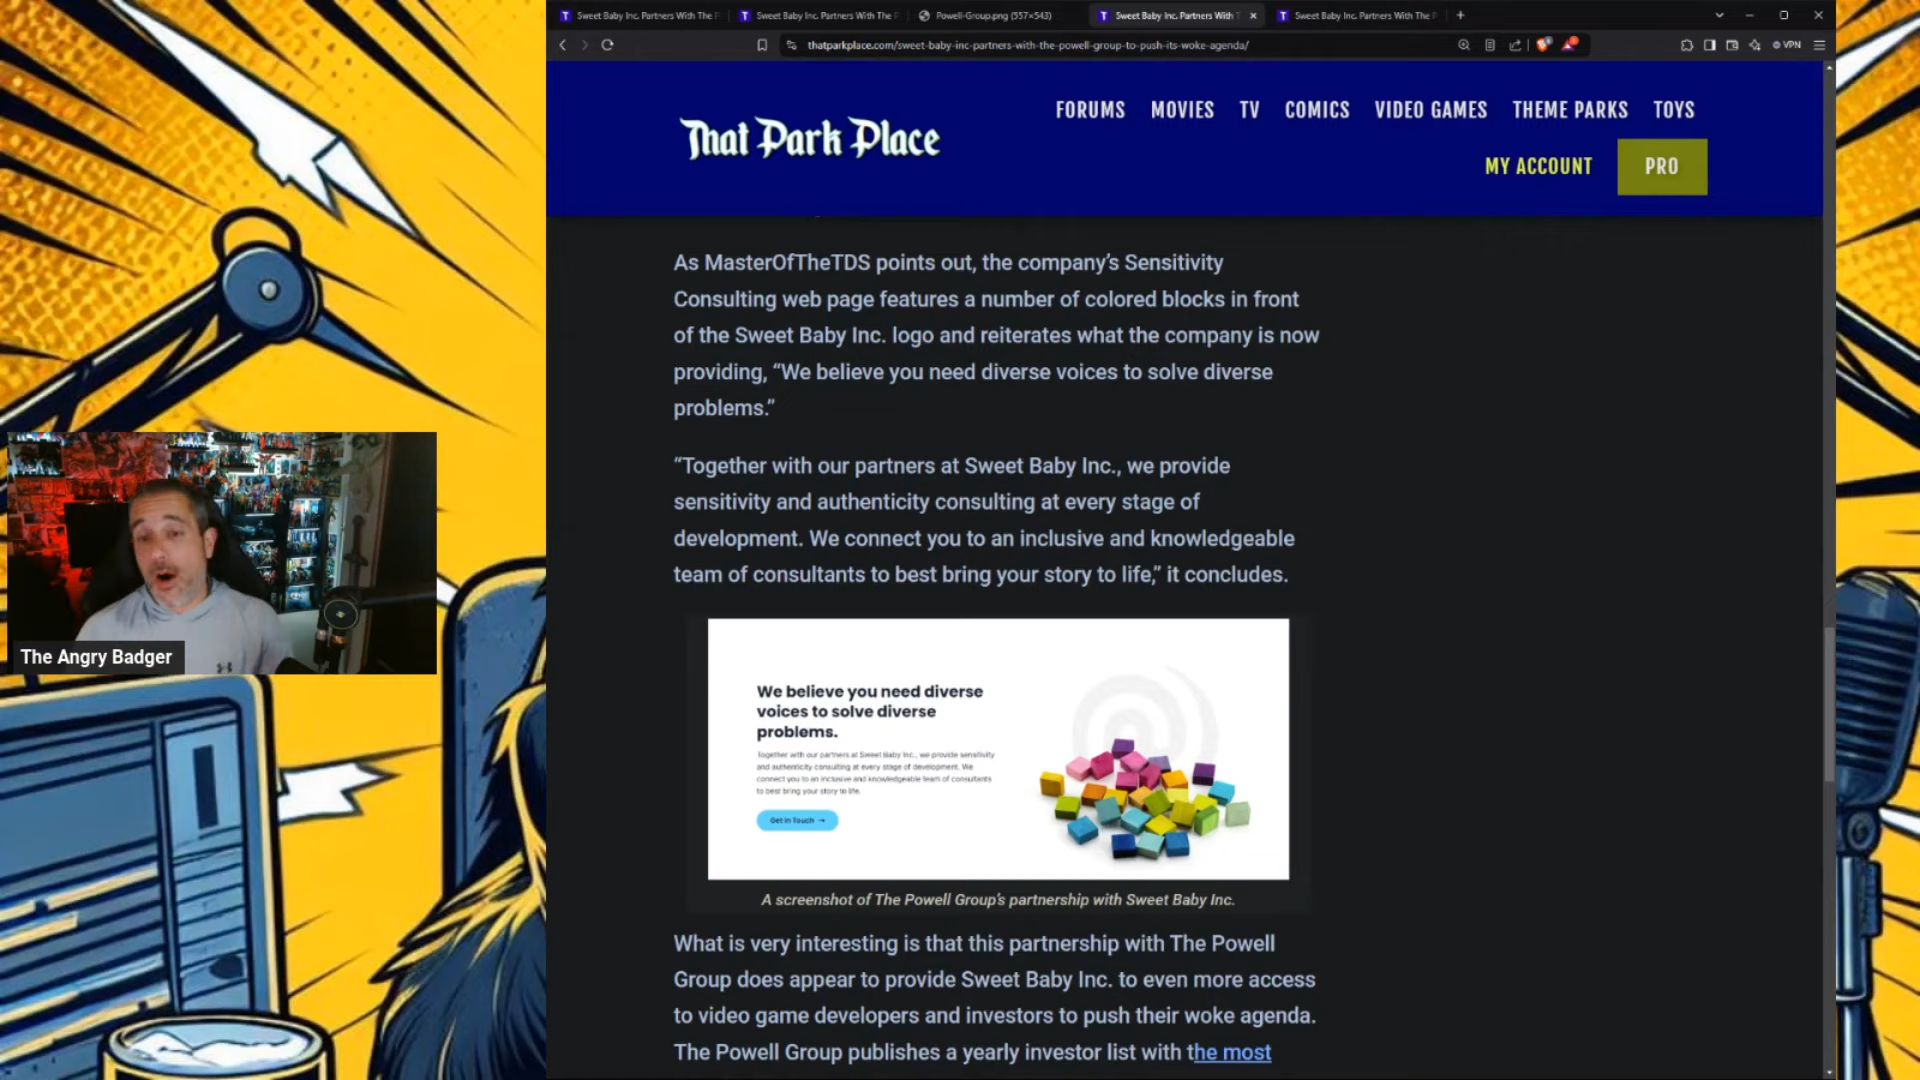 Sweet Baby Inc. Partners With The P
Sweet Baby Inc. Partners With The P
Powell-Group.png (557×543)
Sweet Baby Inc. Partners With T
Sweet Baby Inc. Partners With The P
thatparkplace.com/sweet-baby-inc-partners-with-the-powell-group-to-push-its-woke-agenda/
VPN
That Park Place
FORUMS MOVIES TV COMICS VIDEO GAMES THEME PARKS TOYS
MY ACCOUNT PRO
As MasterOfTheTDS points out, the company's Sensitivity
Consulting web page features a number of colored blocks in front
of the Sweet Baby Inc. logo and reiterates what the company is now
providing, “We believe you need diverse voices to solve diverse
problems.”
“Together with our partners at Sweet Baby Inc., we provide
sensitivity and authenticity consulting at every stage of
development. We connect you to an inclusive and knowledgeable
team of consultants to best bring your story to life,” it concludes.
We believe you need diverse
voices to solve diverse
problems.
Together with our partners at Sweet Baby Inc., we provide sensitivity
and authenticity consulting at every stage of development. We
connect you to an inclusive and knowledgeable team of consultants
to best bring your story to life.
Get in Touch →
A screenshot of The Powell Group's partnership with Sweet Baby Inc.
What is very interesting is that this partnership with The Powell
Group does appear to provide Sweet Baby Inc. to even more access
to video game developers and investors to push their woke agenda.
The Powell Group publishes a yearly investor list with the most
The Angry Badger